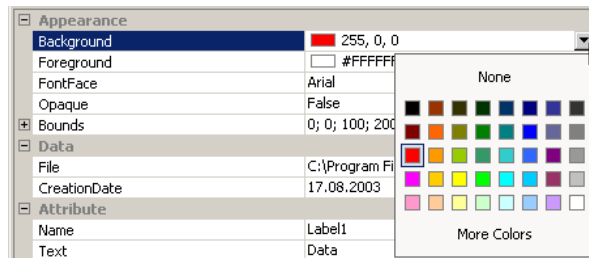 Appearance
Background 255, 0, 0
Foreground #FFFFFF
None
FontFace Arial
Opaque False
Bounds 0; 0; 100; 200
Data
File C:\Program Fi
CreationDate 17.08.2003
Attribute
Name Label1
More Colors
Text Data